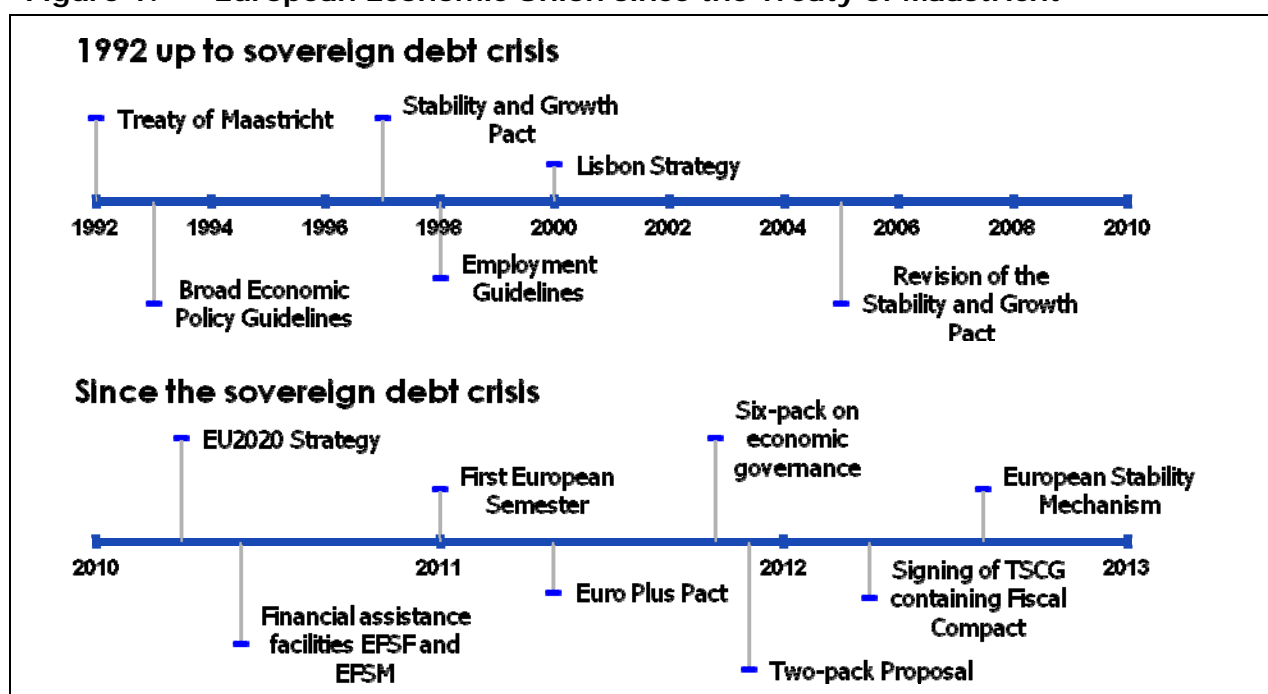 Figure 1. European Economic Union since the Treaty of Maastricht
1992 up to sovereign debt crisis
Treaty of Maastricht
Stability and Growth
Pact
Lisbon Strategy
1992 1994 1996 1998 2000 2002 2004 2006 2008 2010
Broad Economic
Policy Guidelines
Employment
Guidelines
Revision of the
Stability and Growth
Pact
Since the sovereign debt crisis
EU2020 Strategy
First European
Semester
Six-pack on
economic
governance
European Stability
Mechanism
2010 2011 2012 2013
Financial assistance
facilities EFSF and
EFSM
Euro Plus Pact
Two-pack Proposal
Signing of TSCG
containing Fiscal
Compact